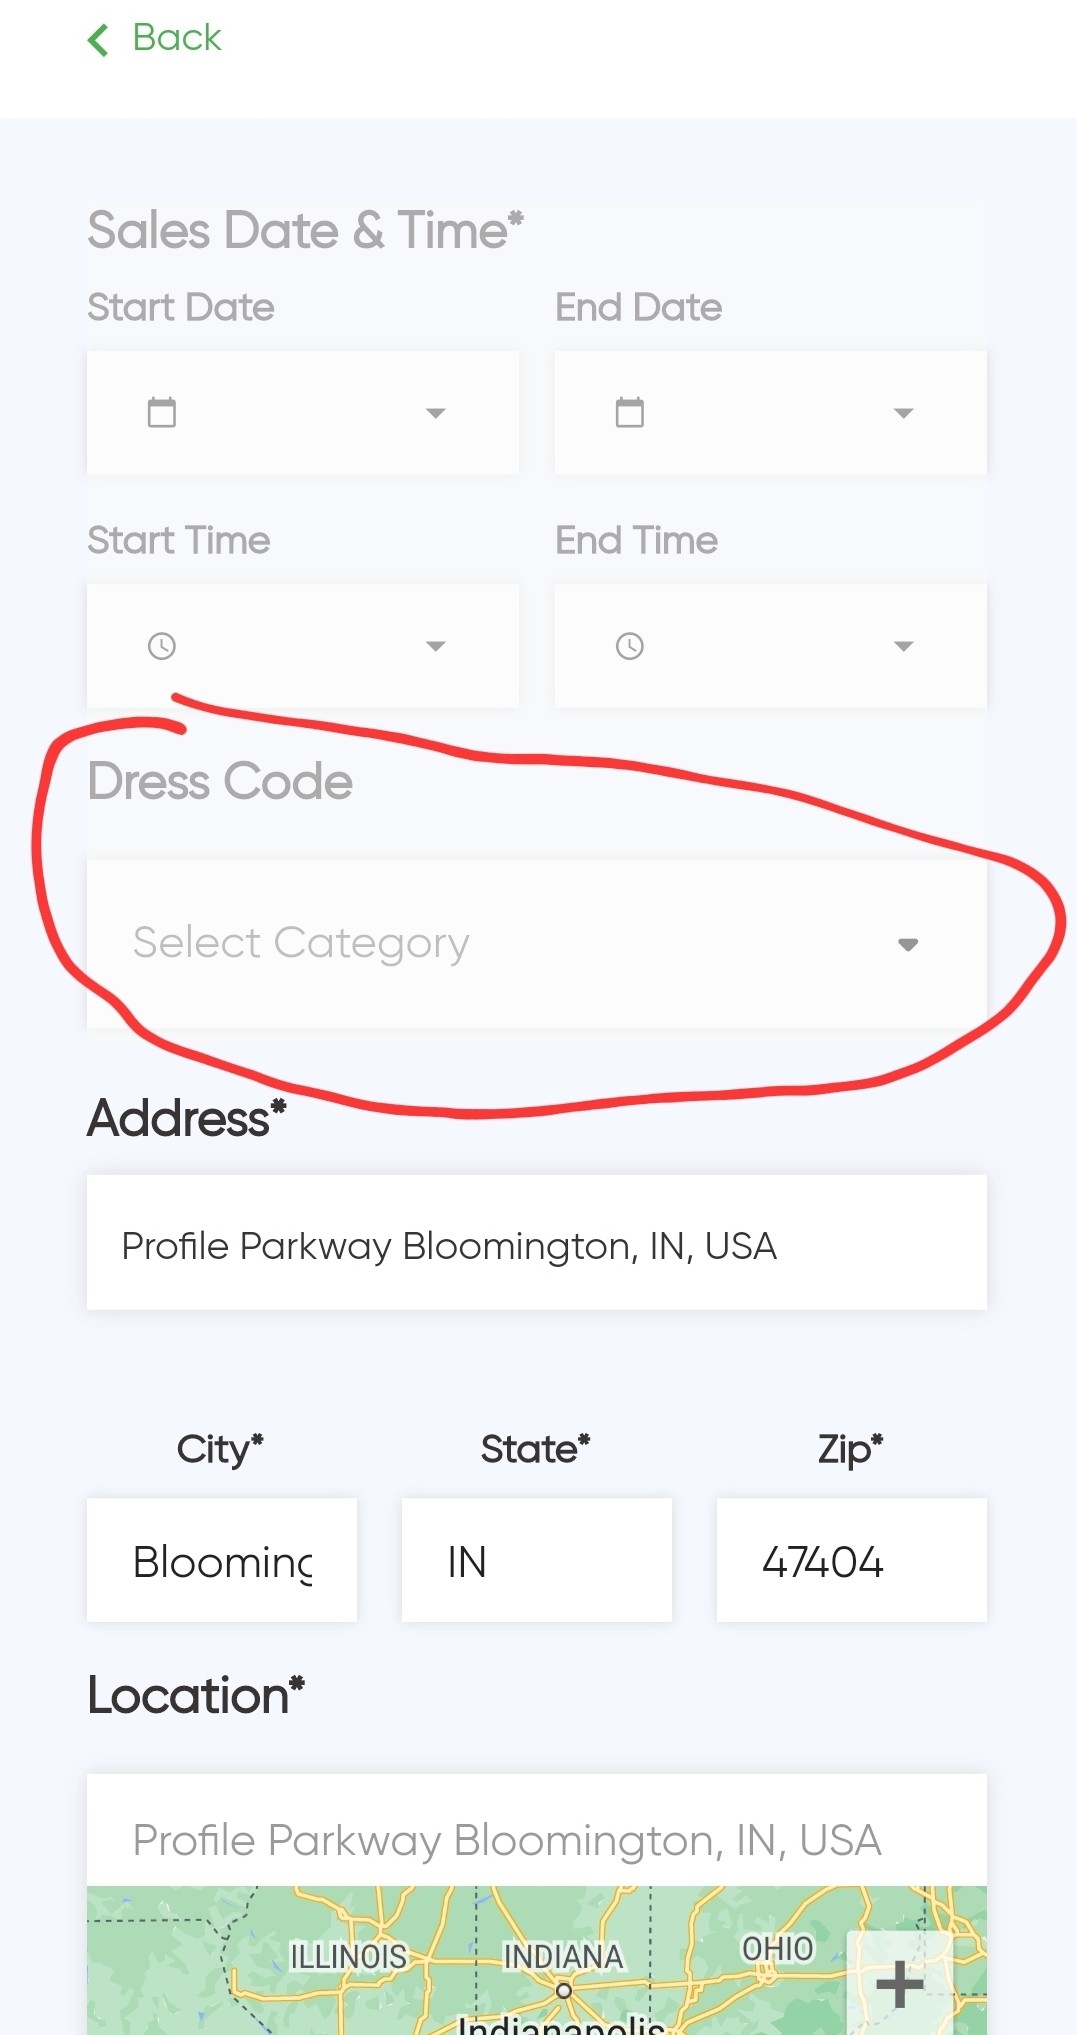 Back
Sales Date & Time*
Start Date End Date
Start Time End Time
Dress Code
Select Category
Address*
Profile Parkway Bloomington, IN, USA
City* State* Zip*
Blooming IN 47404
Location*
Profile Parkway Bloomington, IN, USA
ILLINOIS INDIANA OHIO
+
Indianapolis